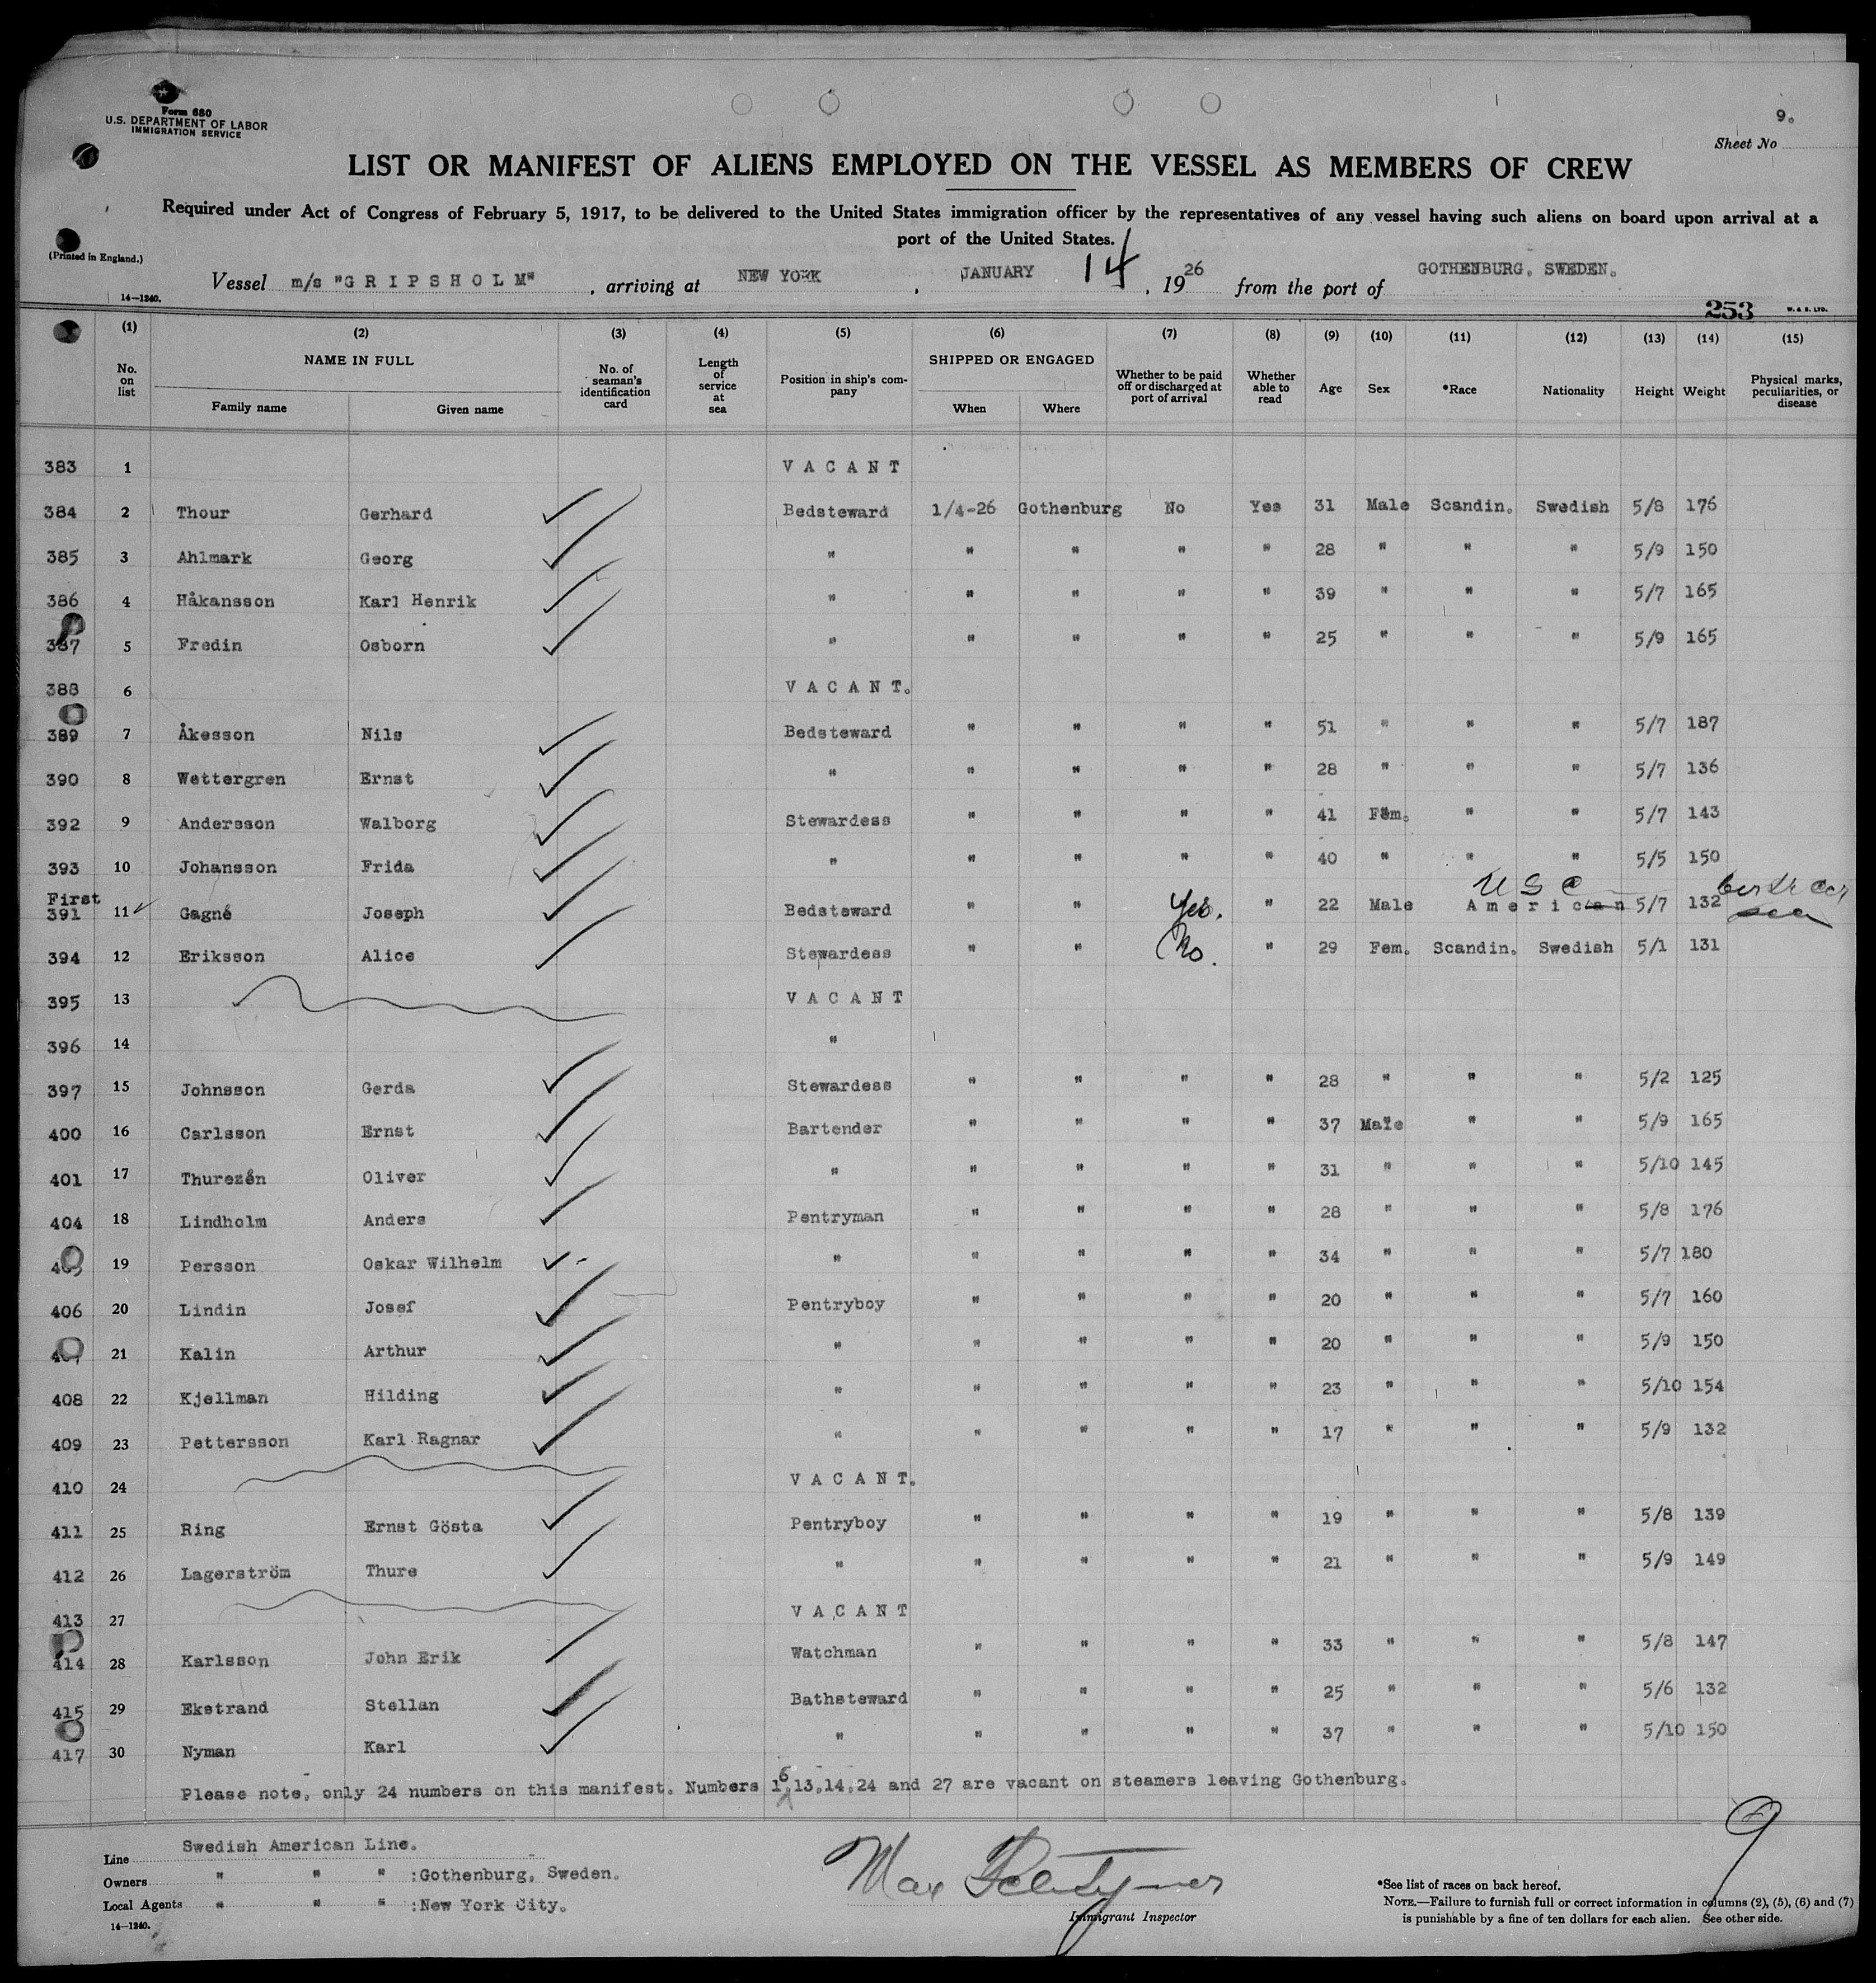 Form 680
U.S. DEPARTMENT OF LABOR
IMMIGRATION SERVICE
9.
Sheet No
LIST OR MANIFEST OF ALIENS EMPLOYED ON THE VESSEL AS MEMBERS OF CREW
Required under Act of Congress of February 5, 1917, to be delivered to the United States immigration officer by the representatives of any vessel having such aliens on board upon arrival at a
port of the United States.
(Printed in England.)
Vessel m/s "GRIPSHOLM", arriving at NEW YORK, JANUARY 14, 1926 from the port of GOTHENBURG. SWEDEN.
14—1240.
253 W. & S. LTD.
(1) (2) (3) (4) (5) (6) (7) (8) (9) (10) (11) (12) (13) (14) (15)
No. on list NAME IN FULL Family name Given name No. of seaman's identification card Length of service at sea Position in ship's company SHIPPED OR ENGAGED When Where Whether to be paid off or discharged at port of arrival Whether able to read Age Sex *Race Nationality Height Weight Physical marks, peculiarities, or disease
383 1 VACANT
384 2 Thour Gerhard Bedsteward 1/4-26 Gothenburg No Yes 31 Male Scandin. Swedish 5/8 176
385 3 Ahlmark Georg " " " " " 28 " " " 5/9 150
386 4 Håkansson Karl Henrik " " " " " 39 " " " 5/7 165
387 5 Fredin Osborn " " " " " 25 " " " 5/9 165
388 6 VACANT.
389 7 Åkesson Nils Bedsteward " " " " 51 " " " 5/7 187
390 8 Wettergren Ernst " " " " " 28 " " " 5/7 136
392 9 Andersson Walborg Stewardess " " " " 41 Fem. " " 5/7 143
393 10 Johansson Frida " " " " " 40 " " " 5/5 150
First
391 11 Gagné Joseph Bedsteward " " Yes. " 22 Male USC American 5/7 132
394 12 Eriksson Alice Stewardess " " No. " 29 Fem. Scandin. Swedish 5/1 131
395 13 VACANT
396 14 "
397 15 Johnsson Gerda Stewardess " " " " 28 " " " 5/2 125
400 16 Carlsson Ernst Bartender " " " " 37 Male " " 5/9 165
401 17 Thurezén Oliver " " " " " 31 " " " 5/10 145
404 18 Lindholm Anders Pentryman " " " " 28 " " " 5/8 176
405 19 Persson Oskar Wilhelm " " " " " 34 " " " 5/7 180
406 20 Lindin Josef Pentryboy " " " " 20 " " " 5/7 160
407 21 Kalin Arthur " " " " " 20 " " " 5/9 150
408 22 Kjellman Hilding " " " " " 23 " " " 5/10 154
409 23 Pettersson Karl Ragnar " " " " " 17 " " " 5/9 132
410 24 VACANT.
411 25 Ring Ernst Gösta Pentryboy " " " " 19 " " " 5/8 139
412 26 Lagerström Thure " " " " " 21 " " " 5/9 149
413 27 VACANT
414 28 Karlsson John Erik Watchman " " " " 33 " " " 5/8 147
415 29 Ekstrand Stellan Bathsteward " " " " 25 " " " 5/6 132
417 30 Nyman Karl " " " " " 37 " " " 5/10 150
Please note, only 24 numbers on this manifest. Numbers 1,6,13,14,24 and 27 are vacant on steamers leaving Gothenburg.
9
Line Swedish American Line.
Owners " " " :Gothenburg, Sweden.
Local Agents " " " :New York City.
14—1240.
Max
Immigrant Inspector
*See list of races on back hereof.
NOTE.—Failure to furnish full or correct information in columns (2), (5), (6) and (7)
is punishable by a fine of ten dollars for each alien. See other side.